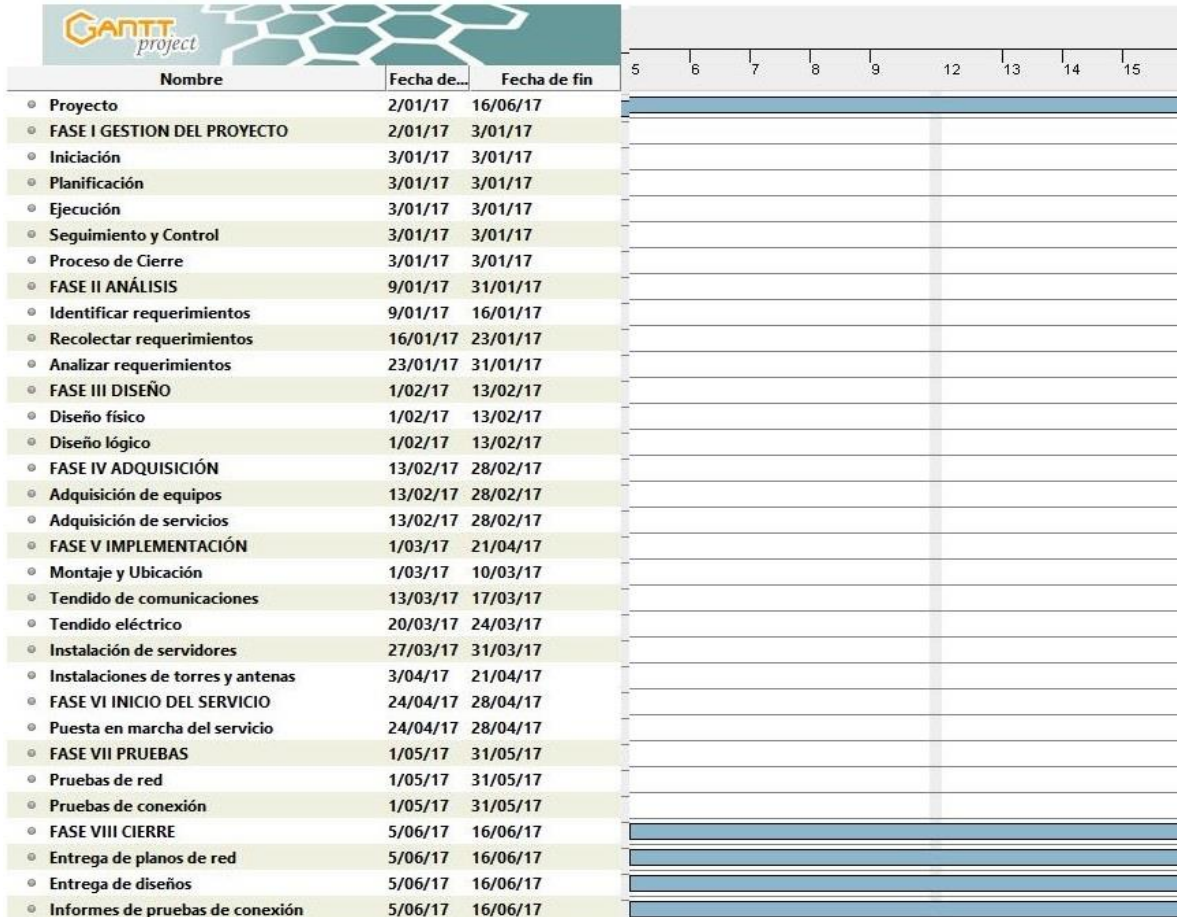 GANTT
project
5 6 7 8 9 12 13 14 15
Nombre Fecha de... Fecha de fin
Proyecto 2/01/17 16/06/17
FASE I GESTION DEL PROYECTO 2/01/17 3/01/17
Iniciación 3/01/17 3/01/17
Planificación 3/01/17 3/01/17
Ejecución 3/01/17 3/01/17
Seguimiento y Control 3/01/17 3/01/17
Proceso de Cierre 3/01/17 3/01/17
FASE II ANÁLISIS 9/01/17 31/01/17
Identificar requerimientos 9/01/17 16/01/17
Recolectar requerimientos 16/01/17 23/01/17
Analizar requerimientos 23/01/17 31/01/17
FASE III DISEÑO 1/02/17 13/02/17
Diseño físico 1/02/17 13/02/17
Diseño lógico 1/02/17 13/02/17
FASE IV ADQUISICIÓN 13/02/17 28/02/17
Adquisición de equipos 13/02/17 28/02/17
Adquisición de servicios 13/02/17 28/02/17
FASE V IMPLEMENTACIÓN 1/03/17 21/04/17
Montaje y Ubicación 1/03/17 10/03/17
Tendido de comunicaciones 13/03/17 17/03/17
Tendido eléctrico 20/03/17 24/03/17
Instalación de servidores 27/03/17 31/03/17
Instalaciones de torres y antenas 3/04/17 21/04/17
FASE VI INICIO DEL SERVICIO 24/04/17 28/04/17
Puesta en marcha del servicio 24/04/17 28/04/17
FASE VII PRUEBAS 1/05/17 31/05/17
Pruebas de red 1/05/17 31/05/17
Pruebas de conexión 1/05/17 31/05/17
FASE VIII CIERRE 5/06/17 16/06/17
Entrega de planos de red 5/06/17 16/06/17
Entrega de diseños 5/06/17 16/06/17
Informes de pruebas de conexión 5/06/17 16/06/17